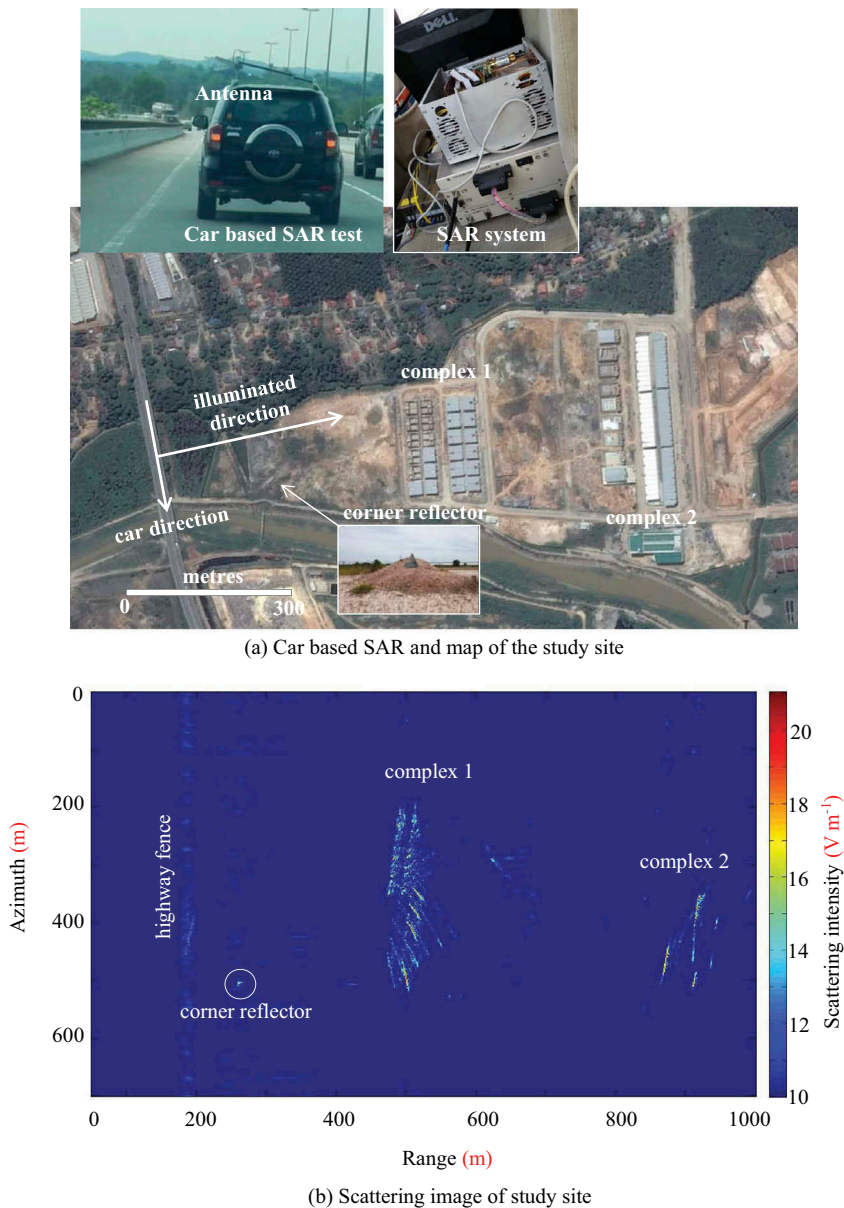 DELL
Antenna
Car based SAR test
SAR system
complex 1
illuminated
direction
corner reflector
car direction
complex 2
metres
0
300
(a) Car based SAR and map of the study site
0
200
400
600
Azimuth (m)
highway fence
complex 1
complex 2
corner reflector
20
18
16
14
12
10
Scattering intensity (V m⁻¹)
0
200
400
600
800
1000
Range (m)
(b) Scattering image of study site